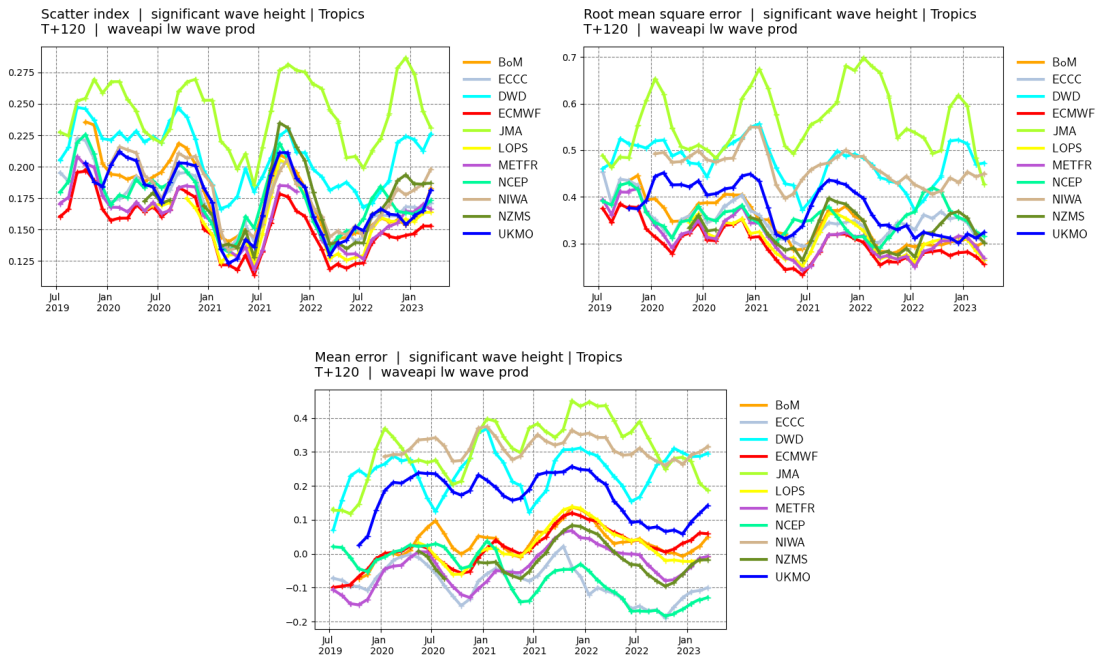 Scatter index | significant wave height | Tropics
T+120 | waveapi lw wave prod
0.275
0.250
0.225
0.200
0.175
0.150
0.125
Jul 2019
Jan 2020
Jul 2020
Jan 2021
Jul 2021
Jan 2022
Jul 2022
Jan 2023
BoM
ECCC
DWD
ECMWF
JMA
LOPS
METFR
NCEP
NIWA
NZMS
UKMO
Root mean square error | significant wave height | Tropics
T+120 | waveapi lw wave prod
0.7
0.6
0.5
0.4
0.3
Jul 2019
Jan 2020
Jul 2020
Jan 2021
Jul 2021
Jan 2022
Jul 2022
Jan 2023
BoM
ECCC
DWD
ECMWF
JMA
LOPS
METFR
NCEP
NIWA
NZMS
UKMO
Mean error | significant wave height | Tropics
T+120 | waveapi lw wave prod
0.4
0.3
0.2
0.1
0.0
−0.1
−0.2
Jul 2019
Jan 2020
Jul 2020
Jan 2021
Jul 2021
Jan 2022
Jul 2022
Jan 2023
BoM
ECCC
DWD
ECMWF
JMA
LOPS
METFR
NCEP
NIWA
NZMS
UKMO